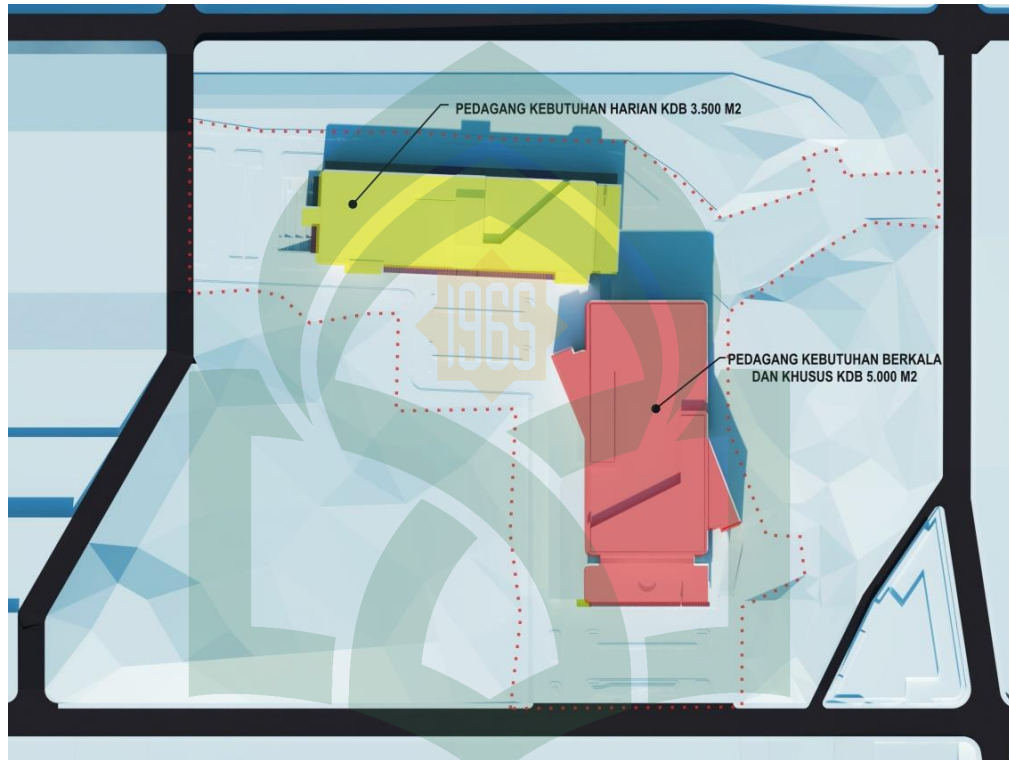 PEDAGANG KEBUTUHAN HARIAN KDB 3.500 M2
1965
PEDAGANG KEBUTUHAN BERKALA
DAN KHUSUS KDB 5.000 M2